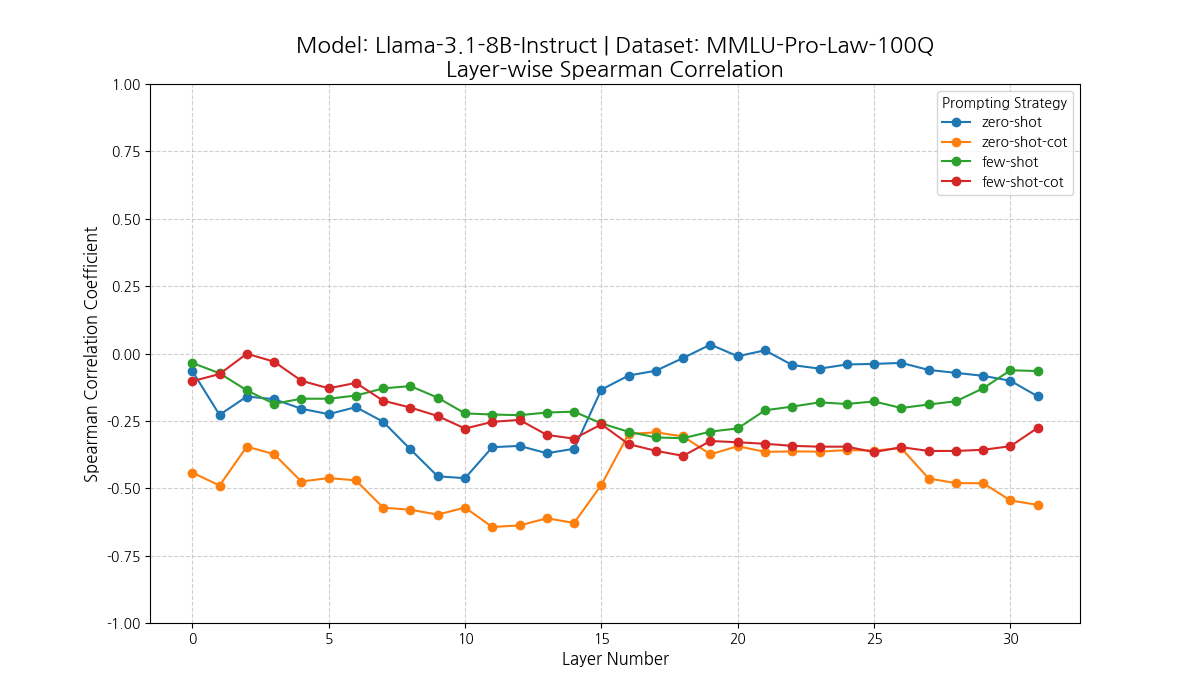 Model: Llama-3.1-8B-Instruct | Dataset: MMLU-Pro-Law-100Q
Layer-wise Spearman Correlation
Prompting Strategy
zero-shot
zero-shot-cot
few-shot
few-shot-cot
Spearman Correlation Coefficient
1.00
0.75
0.50
0.25
0.00
-0.25
-0.50
-0.75
-1.00
0 5 10 15 20 25 30
Layer Number